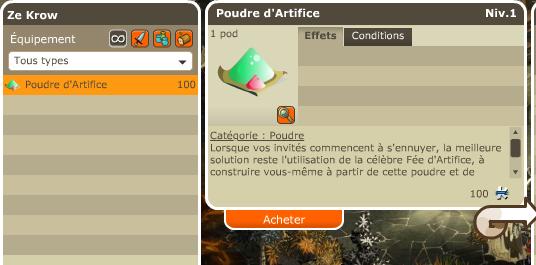 Ze Krow
Équipement
Tous types
Poudre d'Artifice 100
Poudre d'Artifice Niv.1
1 pod
Effets Conditions
Catégorie : Poudre
Lorsque vos invités commencent à s'ennuyer, la meilleure
solution reste l'utilisation de la célèbre Fée d'Artifice, à
construire vous-même à partir de cette poudre et de
100
Acheter